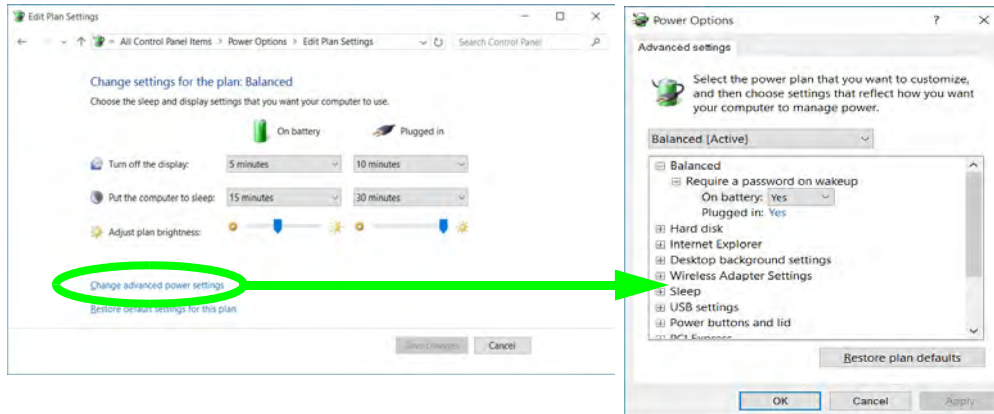 Edit Plan Settings
All Control Panel Items > Power Options > Edit Plan Settings
Search Control Panel
Change settings for the plan: Balanced
Choose the sleep and display settings that you want your computer to use.
On battery
Plugged in
Turn off the display:
5 minutes
10 minutes
Put the computer to sleep:
15 minutes
30 minutes
Adjust plan brightness:
Change advanced power settings
Restore default settings for this plan
Save changes
Cancel
Power Options
Advanced settings
Select the power plan that you want to customize,
and then choose settings that reflect how you want
your computer to manage power.
Balanced [Active]
Balanced
Require a password on wakeup
On battery: Yes
Plugged in: Yes
Hard disk
Internet Explorer
Desktop background settings
Wireless Adapter Settings
Sleep
USB settings
Power buttons and lid
PCI Express
Restore plan defaults
OK
Cancel
Apply